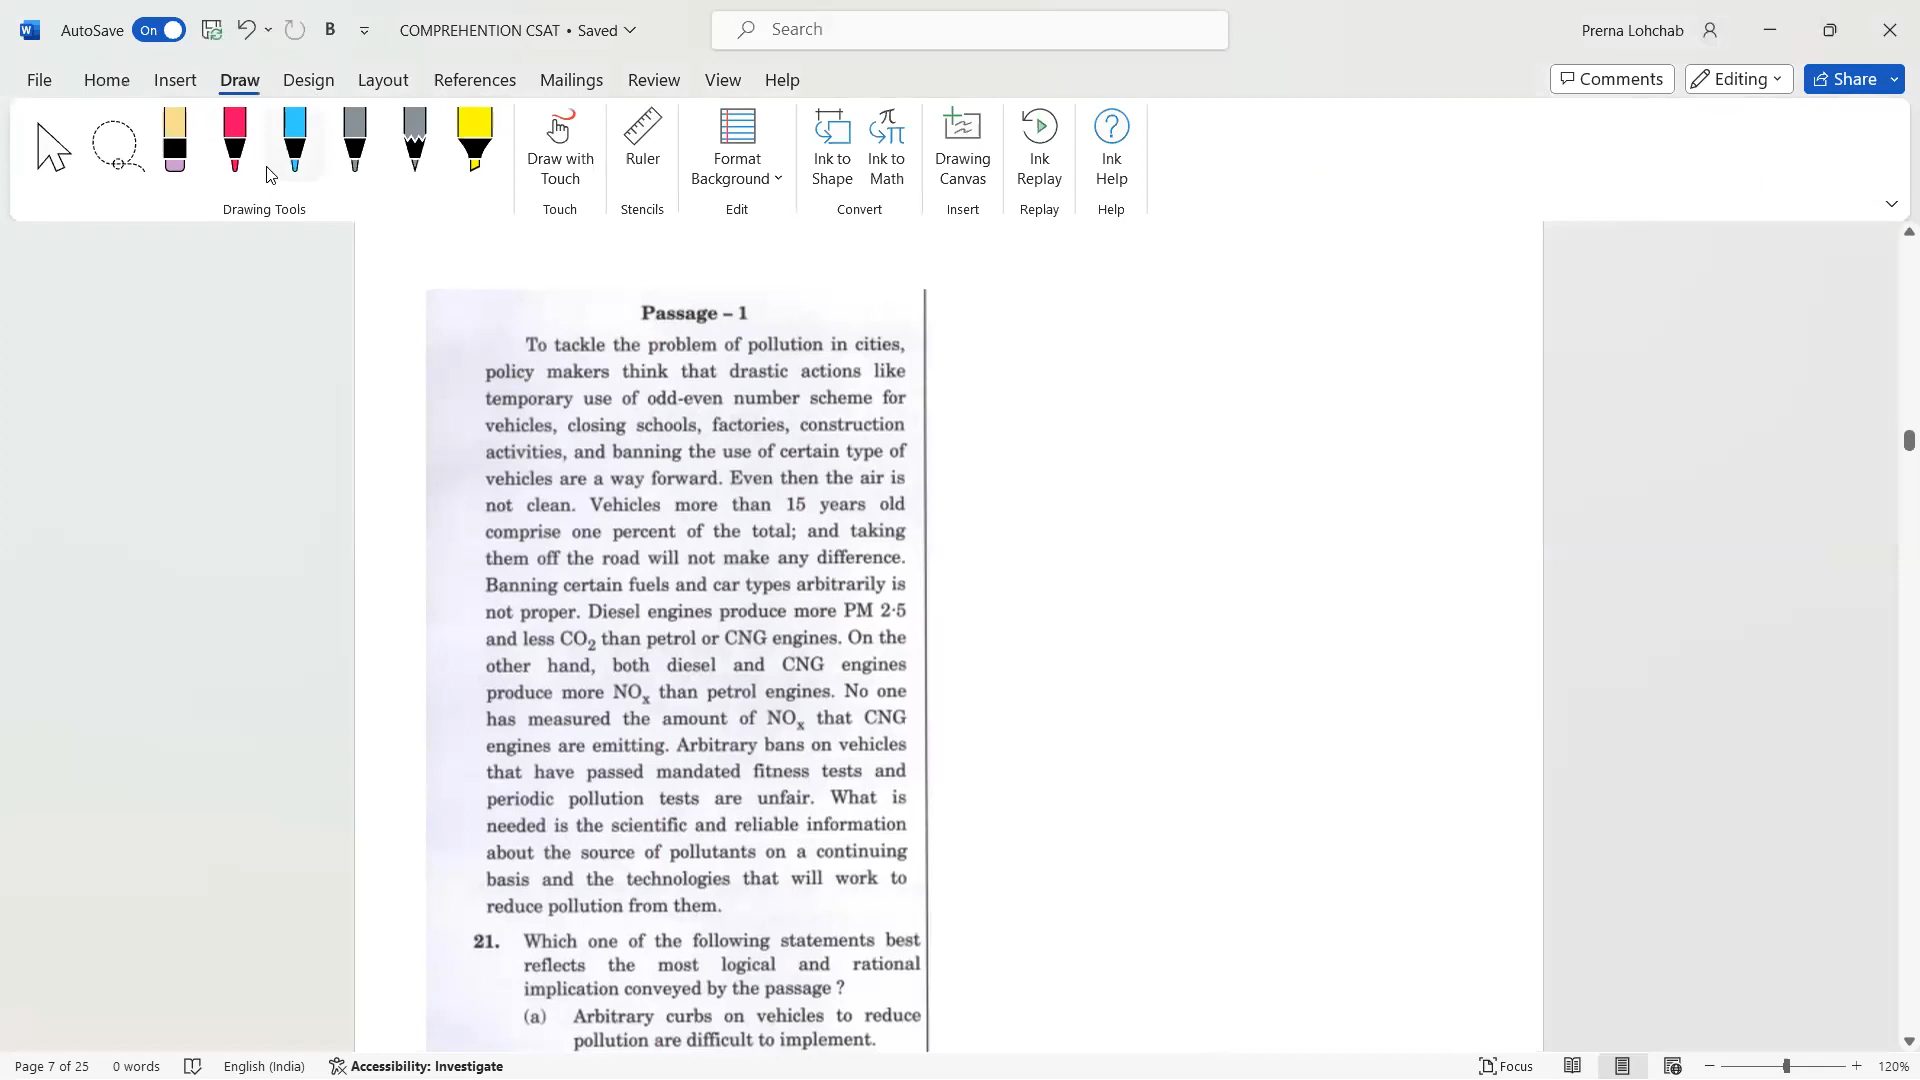 AutoSave On B COMPREHENTION CSAT • Saved Search Prerna Lohchab
File Home Insert Draw Design Layout References Mailings Review View Help Comments Editing Share
Draw with Touch
Ruler
Format Background
Ink to Shape
Ink to Math
Drawing Canvas
Ink Replay
Ink Help
Drawing Tools Touch Stencils Edit Convert Insert Replay Help
Passage – 1
To tackle the problem of pollution in cities,
policy makers think that drastic actions like
temporary use of odd-even number scheme for
vehicles, closing schools, factories, construction
activities, and banning the use of certain type of
vehicles are a way forward. Even then the air is
not clean. Vehicles more than 15 years old
comprise one percent of the total; and taking
them off the road will not make any difference.
Banning certain fuels and car types arbitrarily is
not proper. Diesel engines produce more PM 2·5
and less CO₂ than petrol or CNG engines. On the
other hand, both diesel and CNG engines
produce more NOₓ than petrol engines. No one
has measured the amount of NOₓ that CNG
engines are emitting. Arbitrary bans on vehicles
that have passed mandated fitness tests and
periodic pollution tests are unfair. What is
needed is the scientific and reliable information
about the source of pollutants on a continuing
basis and the technologies that will work to
reduce pollution from them.
21. Which one of the following statements best
reflects the most logical and rational
implication conveyed by the passage ?
(a) Arbitrary curbs on vehicles to reduce
pollution are difficult to implement.
Page 7 of 25 0 words English (India) Accessibility: Investigate Focus 120%